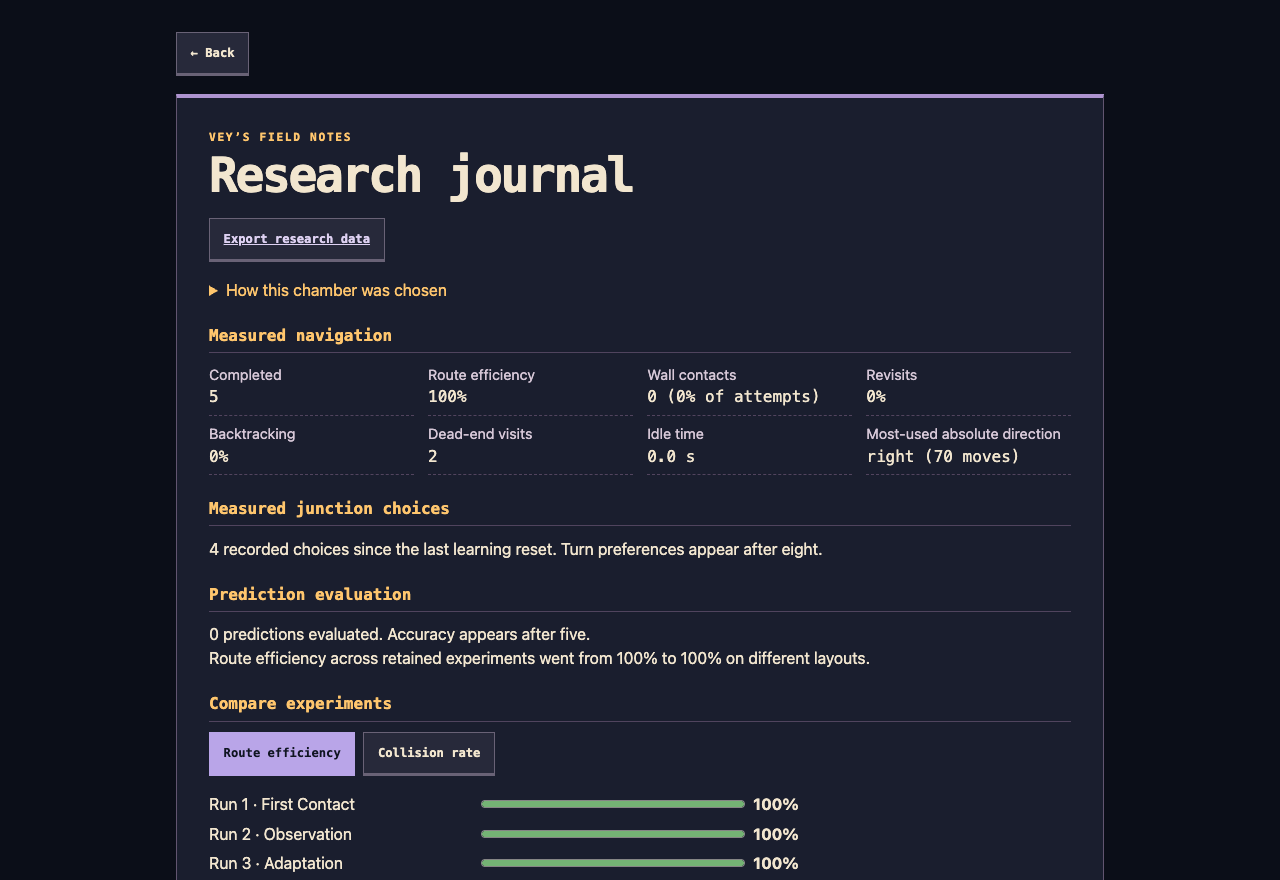 ← Back
VEY’S FIELD NOTES
Research journal
Export research data
▶ How this chamber was chosen
Measured navigation
Completed
5
Route efficiency
100%
Wall contacts
0 (0% of attempts)
Revisits
0%
Backtracking
0%
Dead-end visits
2
Idle time
0.0 s
Most-used absolute direction
right (70 moves)
Measured junction choices
4 recorded choices since the last learning reset. Turn preferences appear after eight.
Prediction evaluation
0 predictions evaluated. Accuracy appears after five.
Route efficiency across retained experiments went from 100% to 100% on different layouts.
Compare experiments
Route efficiency
Collision rate
Run 1 · First Contact 100%
Run 2 · Observation 100%
Run 3 · Adaptation 100%